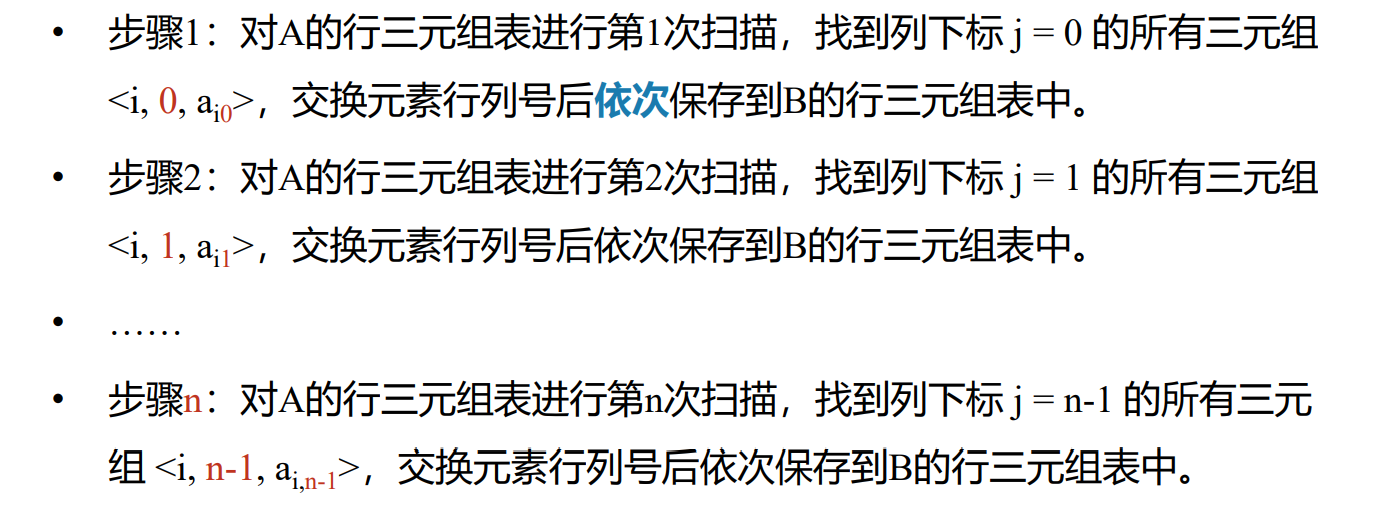 • 步骤1：对A的行三元组表进行第1次扫描，找到列下标 j = 0 的所有三元组
<i, 0, ai0>，交换元素行列号后依次保存到B的行三元组表中。
• 步骤2：对A的行三元组表进行第2次扫描，找到列下标 j = 1 的所有三元组
<i, 1, ai1>，交换元素行列号后依次保存到B的行三元组表中。
• ……
• 步骤n：对A的行三元组表进行第n次扫描，找到列下标 j = n-1 的所有三元
组 <i, n-1, ai,n-1>，交换元素行列号后依次保存到B的行三元组表中。